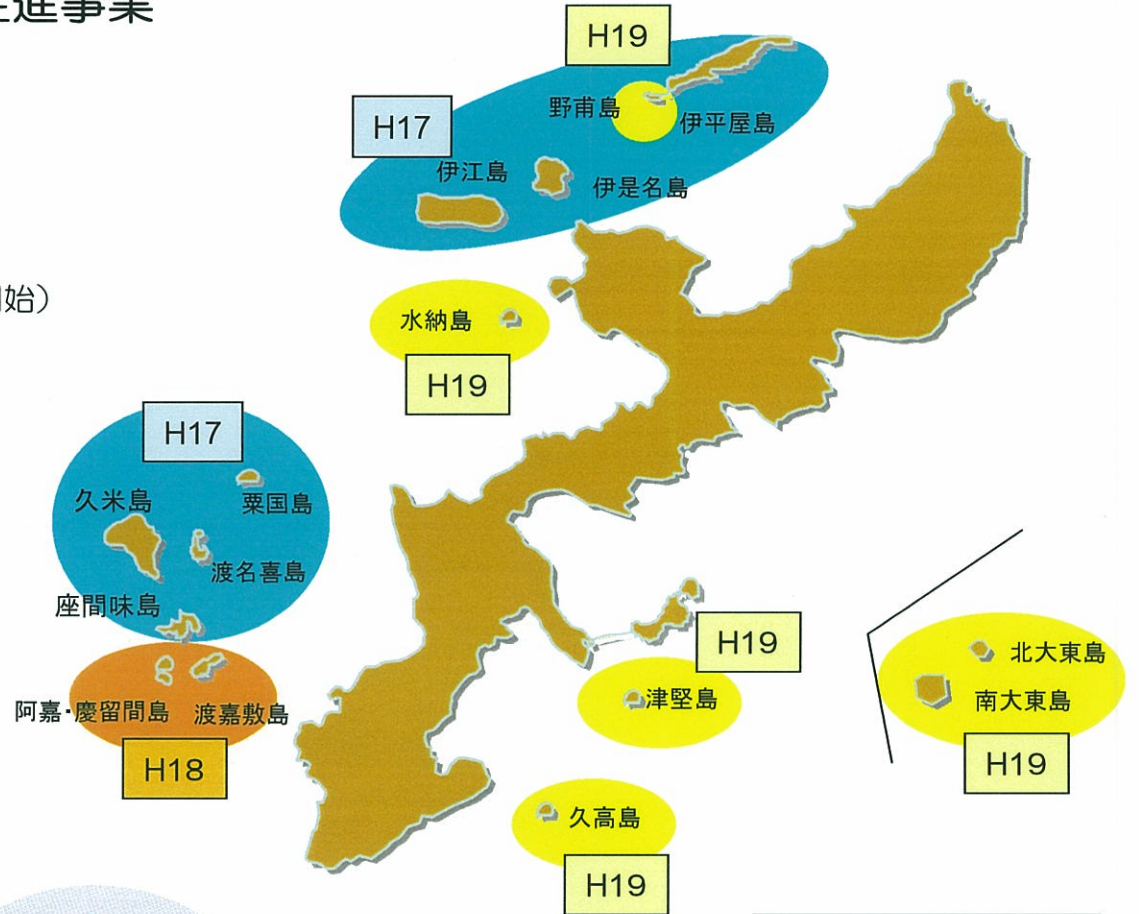 進事業
H19
野甫島
伊平屋島
H17
伊江島
伊是名島
始）
水納島
H19
H17
久米島
粟国島
渡名喜島
座間味島
阿嘉・慶留間島
渡嘉敷島
H18
H19
津堅島
北大東島
南大東島
H19
久高島
H19